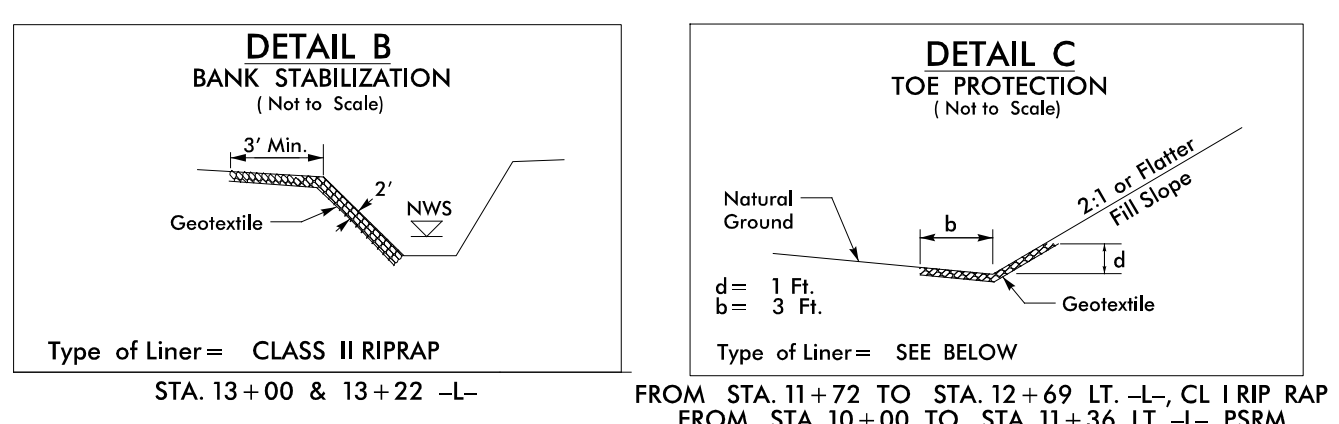 DETAIL B
BANK STABILIZATION
( Not to Scale)
3' Min.
2'
NWS
Geotextile
Type of Liner = CLASS II RIPRAP
STA. 13+00 & 13+22 -L-
DETAIL C
TOE PROTECTION
( Not to Scale)
2:1 or Flatter
Fill Slope
Natural
Ground
b
d
d= 1 Ft.
b= 3 Ft.
Geotextile
Type of Liner = SEE BELOW
FROM STA. 11+72 TO STA. 12+69 LT. -L-, CL I RIP RAP
FROM STA. 10+00 TO STA. 11+36 LT. -L- PSRM